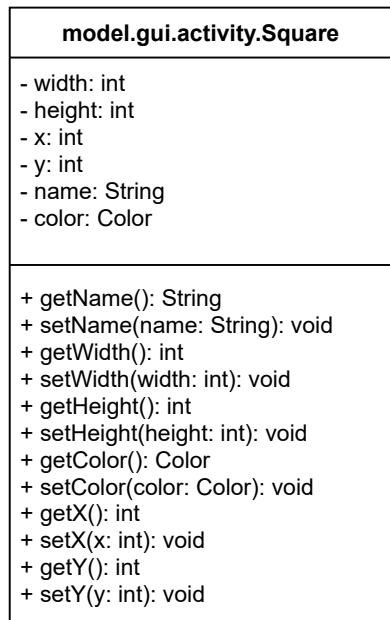 model.gui.activity.Square
- width: int
- height: int
- x: int
- y: int
- name: String
- color: Color
+ getName(): String
+ setName(name: String): void
+ getWidth(): int
+ setWidth(width: int): void
+ getHeight(): int
+ setHeight(height: int): void
+ getColor(): Color
+ setColor(color: Color): void
+ getX(): int
+ setX(x: int): void
+ getY(): int
+ setY(y: int): void